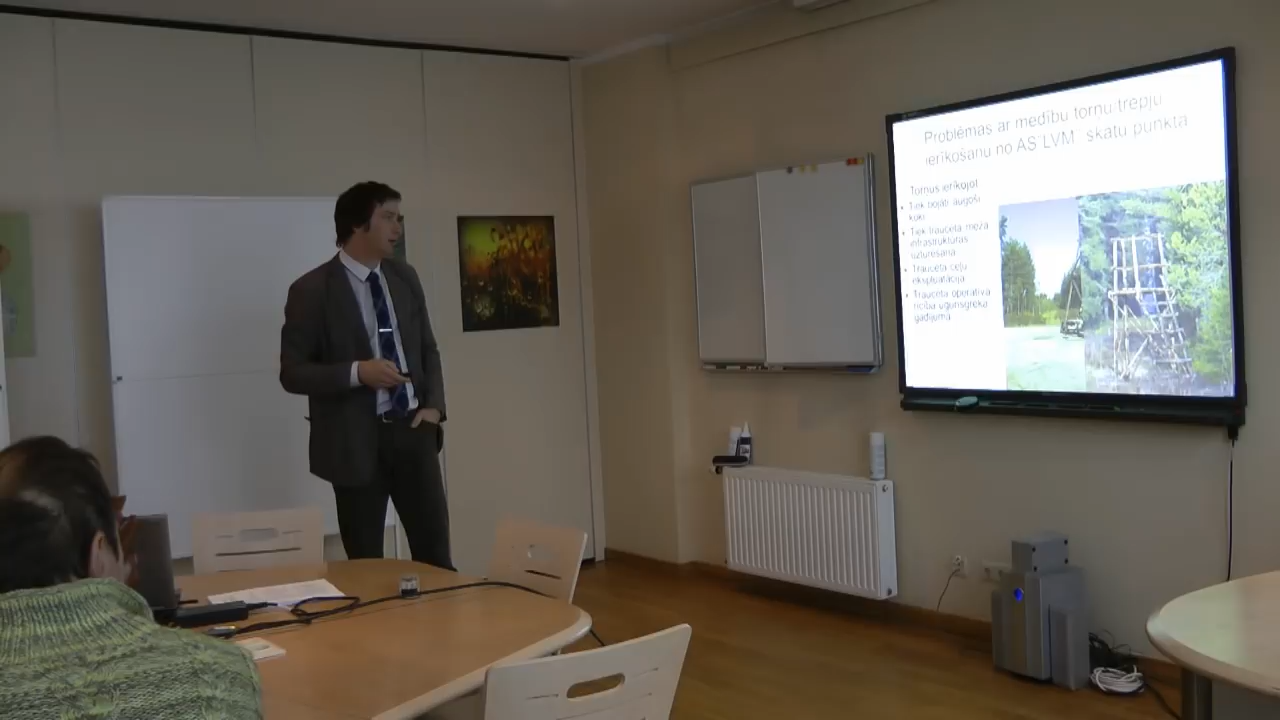 Problēmas ar medību torņu trepju
ierīkošanu no AS"LVM" skatu punkta
Torņus ierīkojot
Tiek bojāti augoši
koki
Tiek traucēta meža
infrastruktūras
uzturēšana
Traucēta ceļu
ekspluatācija
Traucēta operatīva
rīcība ugunsgrēka
gadījumā